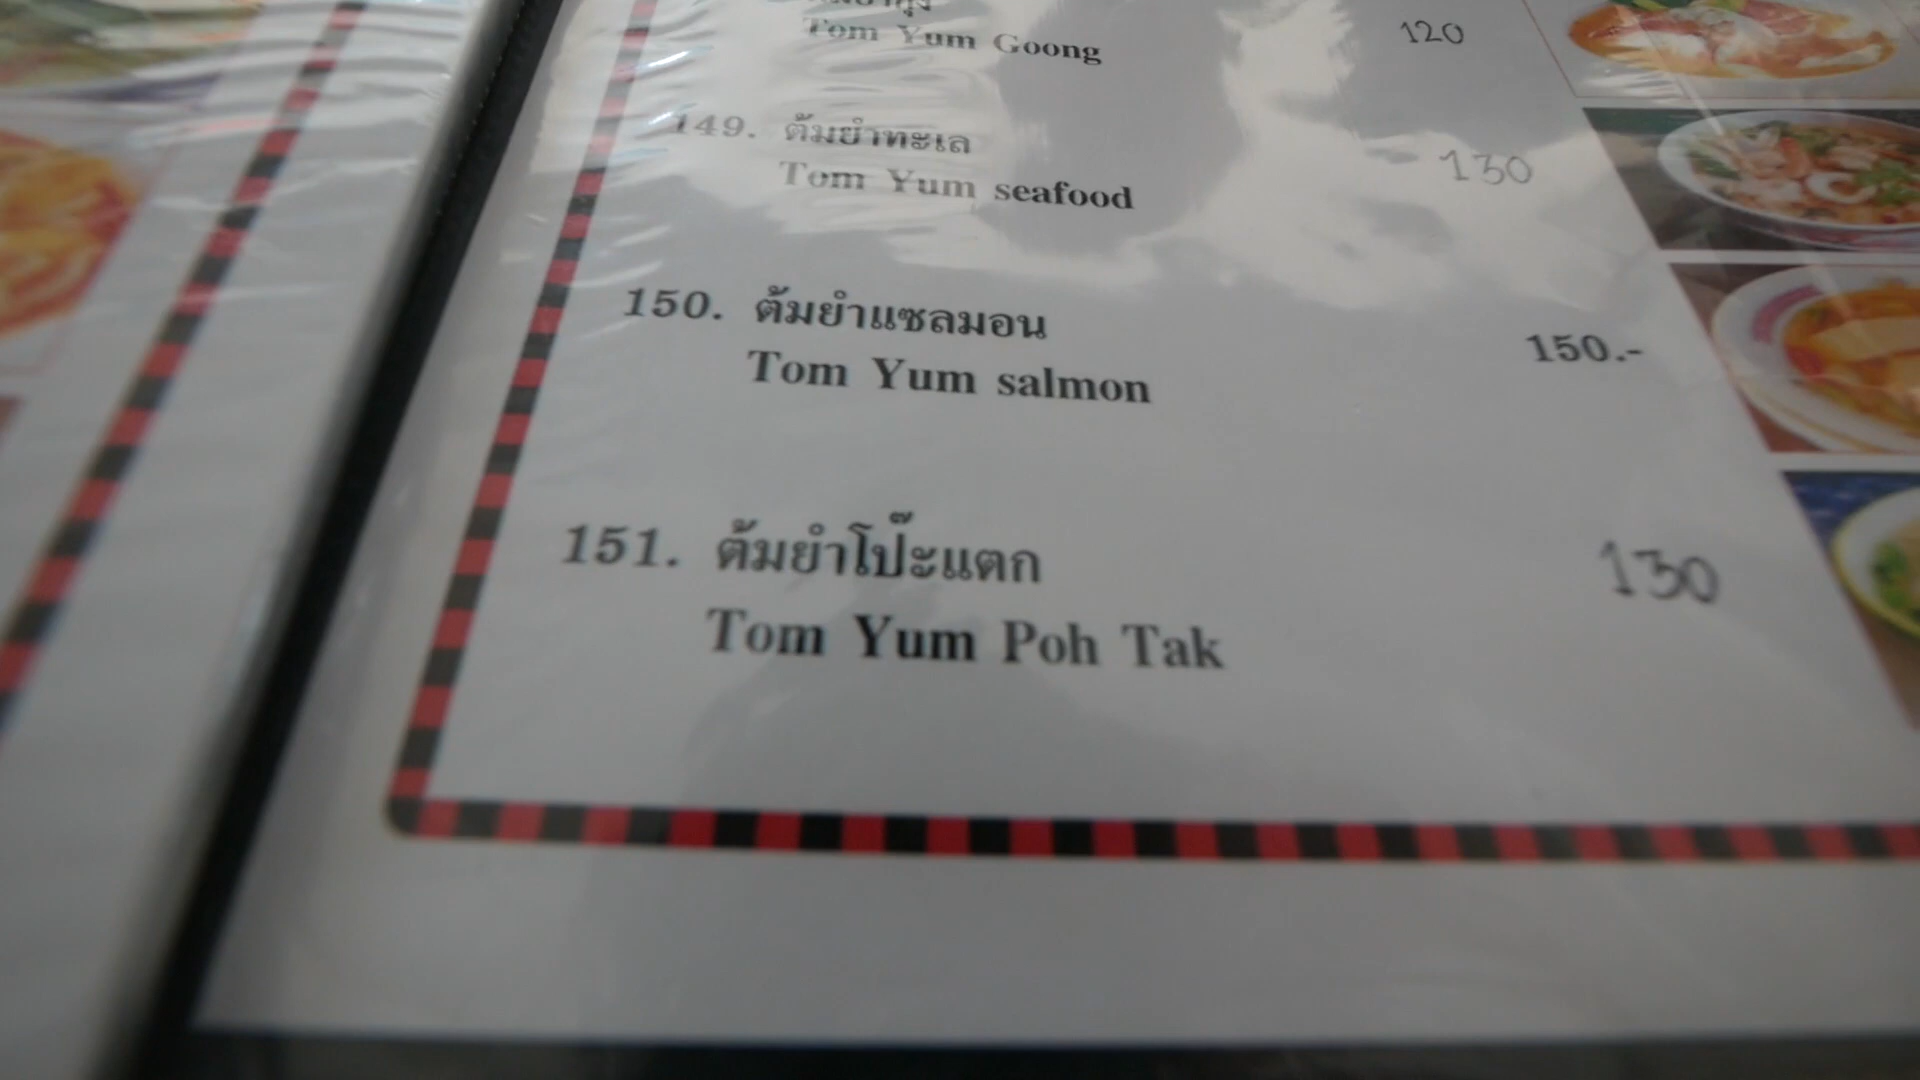 Tom Yum Goong 120
149. ต้มยำทะเล 130
Tom Yum seafood
150. ต้มยำแซลมอน 150.-
Tom Yum salmon
151. ต้มยำโป๊ะแตก 130
Tom Yum Poh Tak